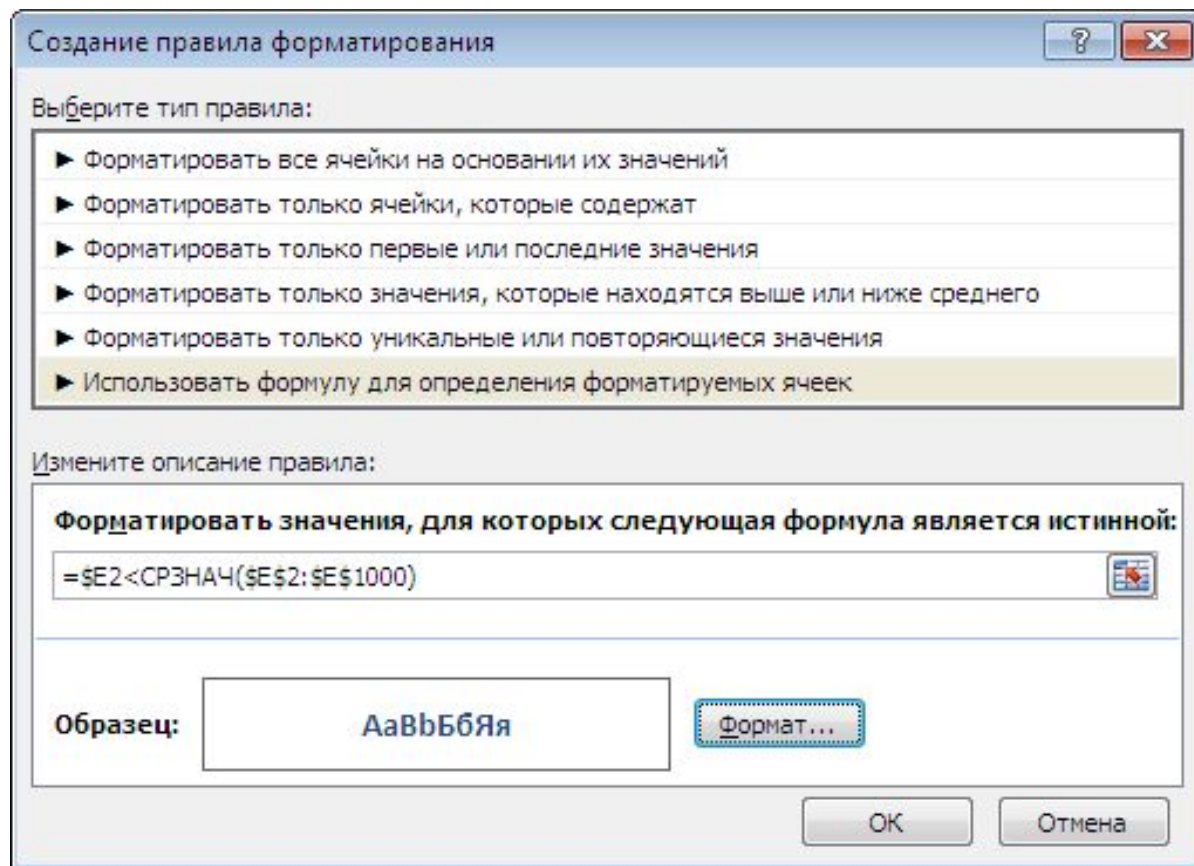 Создание правила форматирования
?
Выберите тип правила:
► Форматировать все ячейки на основании их значений
► Форматировать только ячейки, которые содержат
► Форматировать только первые или последние значения
► Форматировать только значения, которые находятся выше или ниже среднего
► Форматировать только уникальные или повторяющиеся значения
► Использовать формулу для определения форматируемых ячеек
Измените описание правила:
Форматировать значения, для которых следующая формула является истинной:
=$E2<СРЗНАЧ($E$2:$E$1000)
Образец: АаВbБбЯя Формат...
ОК Отмена